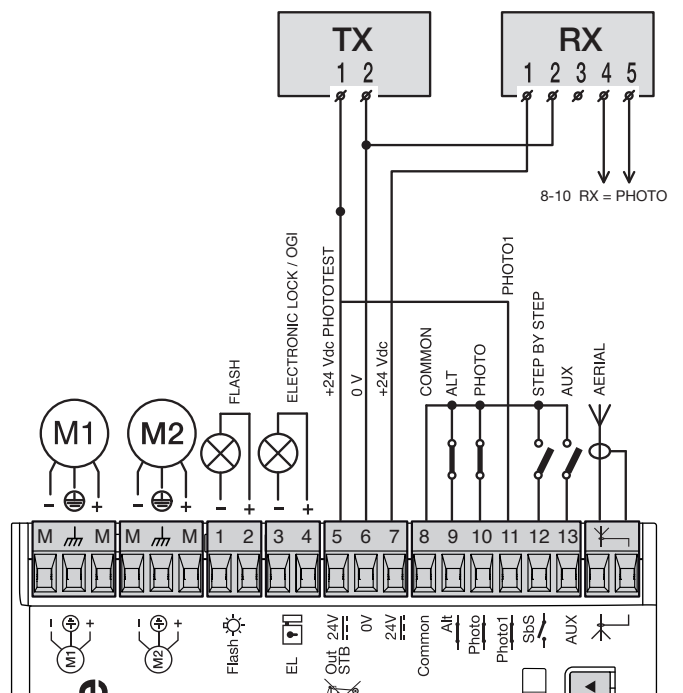 TX
RX
1 2
1 2 3 4 5
8-10 RX = PHOTO
FLASH
ELECTRONIC LOCK / OGI
+24 Vdc PHOTOTEST
0 V
+24 Vdc
COMMON
ALT
PHOTO
PHOTO1
STEP BY STEP
AUX
AERIAL
M1
M2
- +
- +
- +
- +
M M M M 1 2 3 4 5 6 7 8 9 10 11 12 13
- +
M1
- +
M2
Flash
EL
Out 24V
STB
0V
24V
Common
Alt
Photo
Photo1
SbS
AUX
e